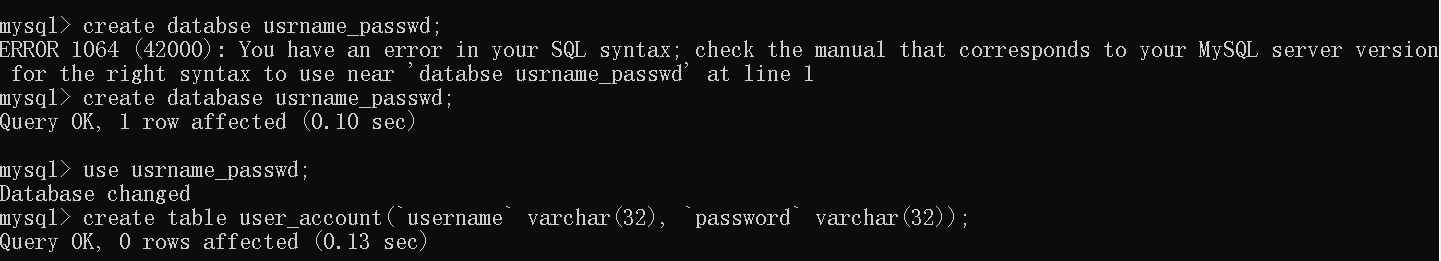 mysql> create databse usrname_passwd;
ERROR 1064 (42000): You have an error in your SQL syntax; check the manual that corresponds to your MySQL server version
 for the right syntax to use near 'databse usrname_passwd' at line 1
mysql> create database usrname_passwd;
Query OK, 1 row affected (0.10 sec)

mysql> use usrname_passwd;
Database changed
mysql> create table user_account(`username` varchar(32), `password` varchar(32));
Query OK, 0 rows affected (0.13 sec)